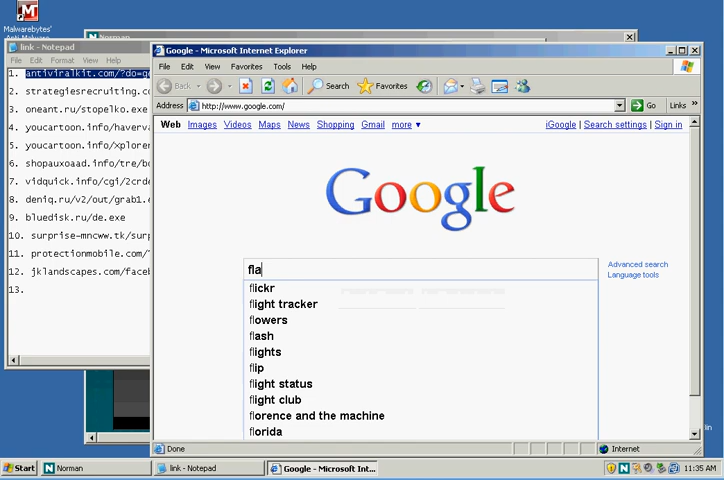 Malwarebytes'
Norman
link - Notepad
File Edit Format View Help
1. antiviralkit.com/?do=
2. strategiesrecruiting.co
3. oneant.ru/stopelko.exe
4. youcartoon.info/haverv
5. youcartoon.info/xplorer
6. shopauxoaad.info/tre/b
7. vidquick.info/cgi/2crde
8. deniq.ru/v2/out/grab1.e
9. bluedisk.ru/de.exe
10. surprise-mncww.tk/surp
11. protectionmobile.com/
12. jklandscapes.com/faceb
13.
Google - Microsoft Internet Explorer
File Edit View Favorites Tools Help
Back Search Favorites
Address http://www.google.com/ Go Links »
Web Images Videos Maps News Shopping Gmail more ▼ iGoogle | Search settings | Sign in
Google
fla
Advanced search
Language tools
flickr
flight tracker
flowers
flash
flights
flip
flight status
flight club
florence and the machine
florida
Done Internet
Start Norman link - Notepad Google - Microsoft Int... 11:35 AM